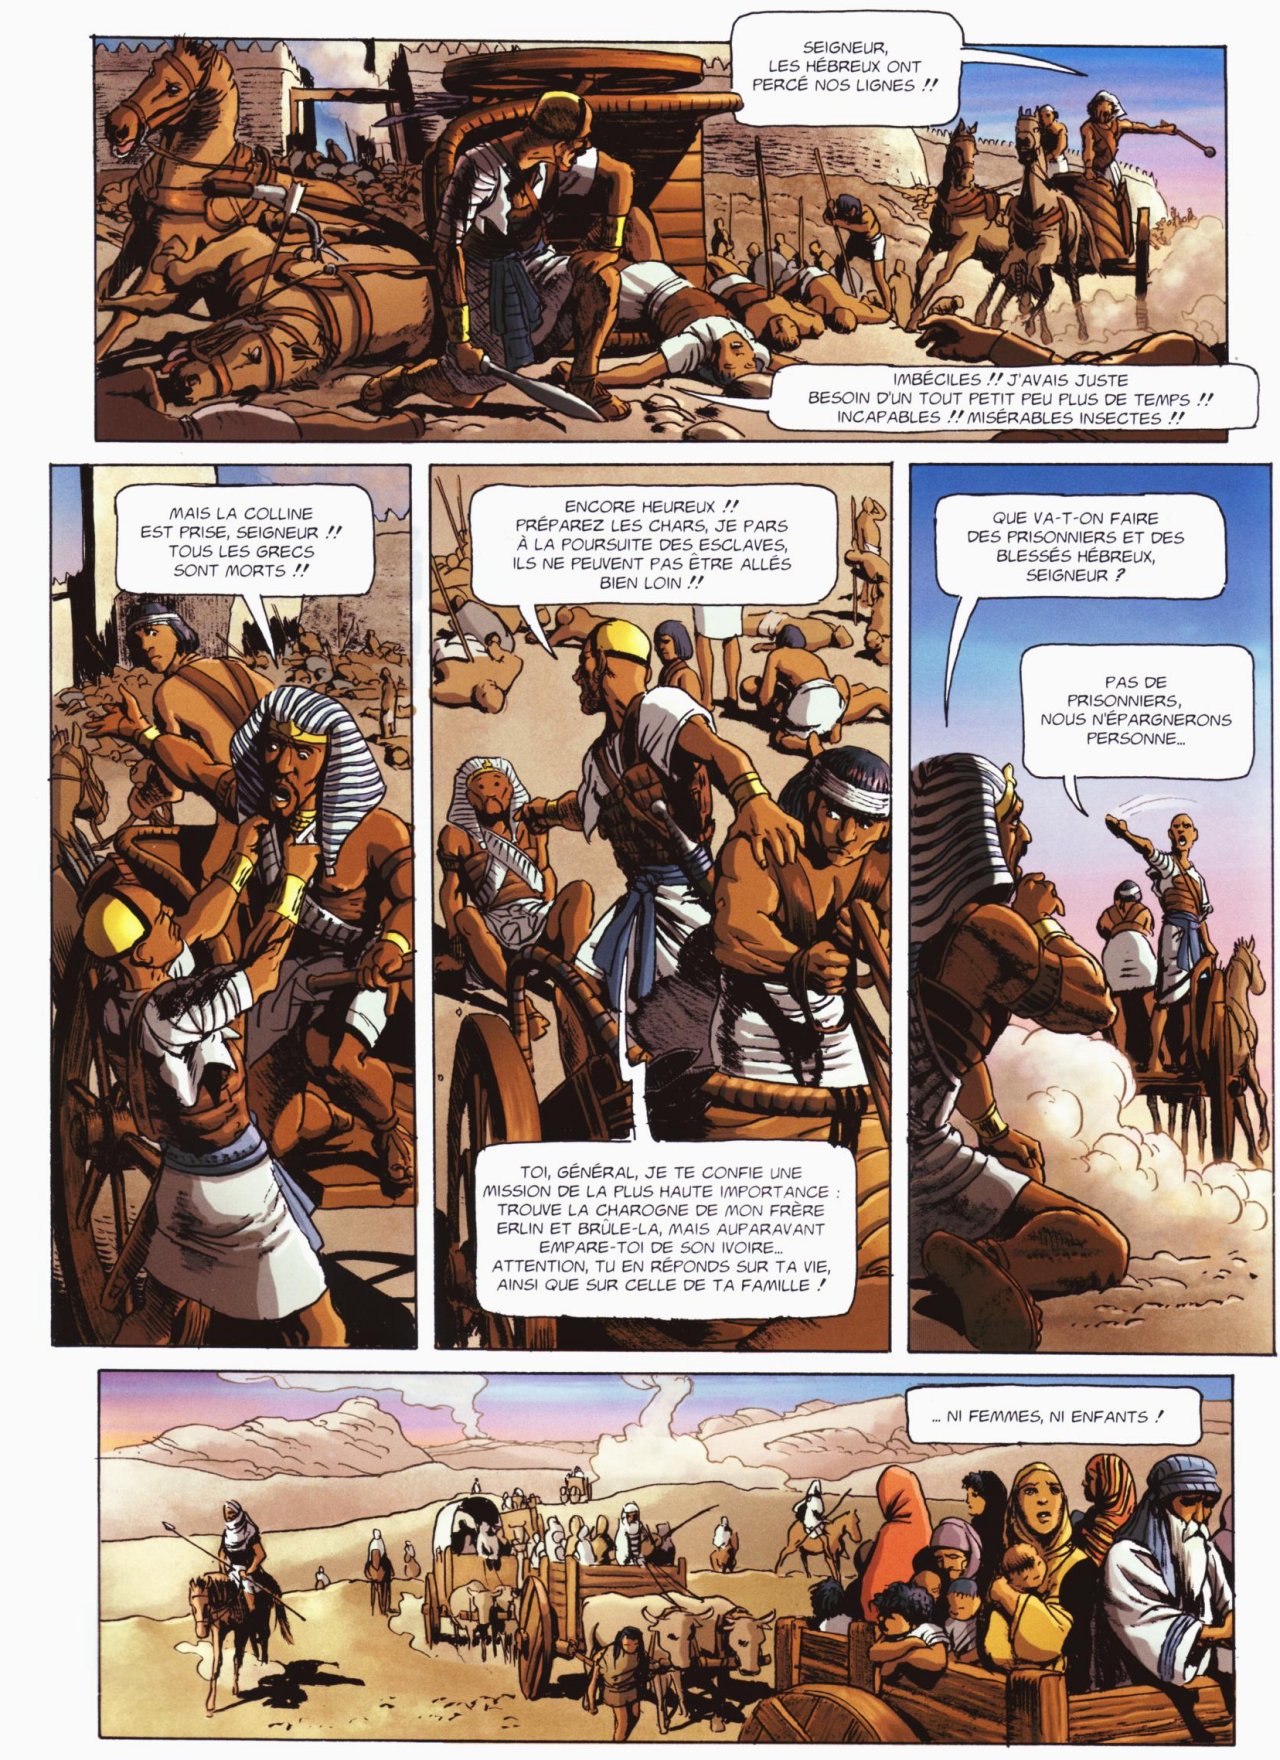 SEIGNEUR,
LES HÉBREUX ONT
PERCÉ NOS LIGNES !!
IMBÉCILES !! J'AVAIS JUSTE
BESOIN D'UN TOUT PETIT PEU PLUS DE TEMPS !!
INCAPABLES !! MISÉRABLES INSECTES !!
MAIS LA COLLINE
EST PRISE, SEIGNEUR !!
TOUS LES GRECS
SONT MORTS !!
ENCORE HEUREUX !!
PRÉPAREZ LES CHARS, JE PARS
À LA POURSUITE DES ESCLAVES,
ILS NE PEUVENT PAS ÊTRE ALLÉS
BIEN LOIN !!
TOI, GÉNÉRAL, JE TE CONFIE UNE
MISSION DE LA PLUS HAUTE IMPORTANCE :
TROUVE LA CHAROGNE DE MON FRÈRE
ERLIN ET BRÛLE-LA, MAIS AUPARAVANT
EMPARE-TOI DE SON IVOIRE...
ATTENTION, TU EN RÉPONDS SUR TA VIE,
AINSI QUE SUR CELLE DE TA FAMILLE !
QUE VA-T-ON FAIRE
DES PRISONNIERS ET DES
BLESSÉS HÉBREUX,
SEIGNEUR ?
PAS DE
PRISONNIERS,
NOUS N'ÉPARGNERONS
PERSONNE...
... NI FEMMES, NI ENFANTS !